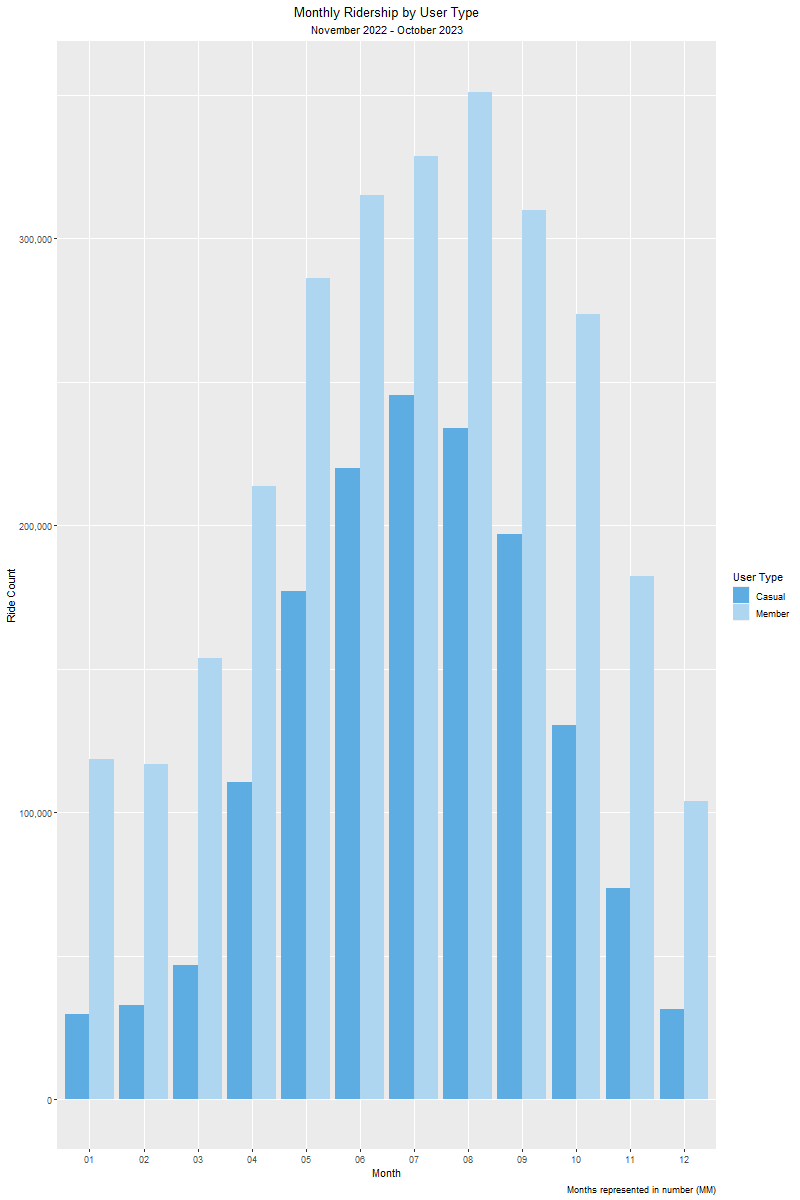 Monthly Ridership by User Type
November 2022 - October 2023
300,000
200,000
100,000
0
Ride Count
01 02 03 04 05 06 07 08 09 10 11 12
Month
User Type
Casual
Member
Months represented in number (MM)